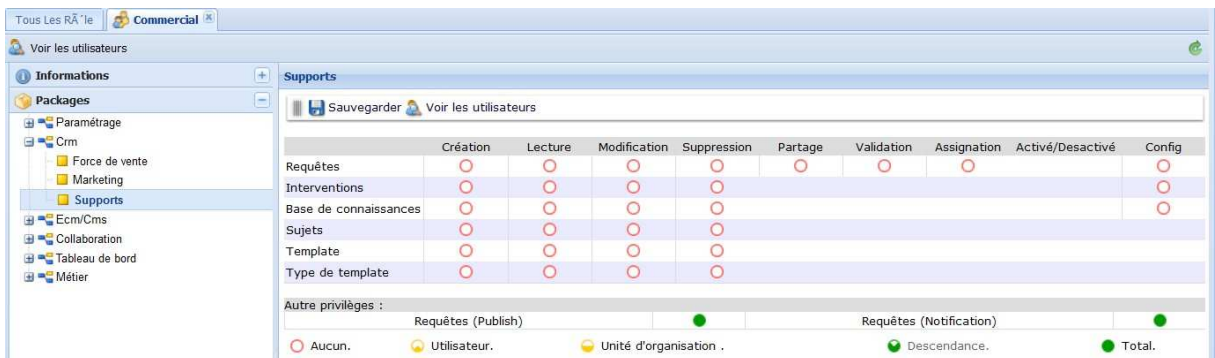 Tous Les RÃ´le Commercial
Voir les utilisateurs
Informations
Packages
Paramétrage
Crm
Force de vente
Marketing
Supports
Ecm/Cms
Collaboration
Tableau de bord
Métier
Supports
Sauvegarder Voir les utilisateurs
Création Lecture Modification Suppression Partage Validation Assignation Activé/Desactivé Config
Requêtes
Interventions
Base de connaissances
Sujets
Template
Type de template
Autre privilèges :
Requêtes (Publish) Requêtes (Notification)
Aucun. Utilisateur. Unité d'organisation . Descendance. Total.